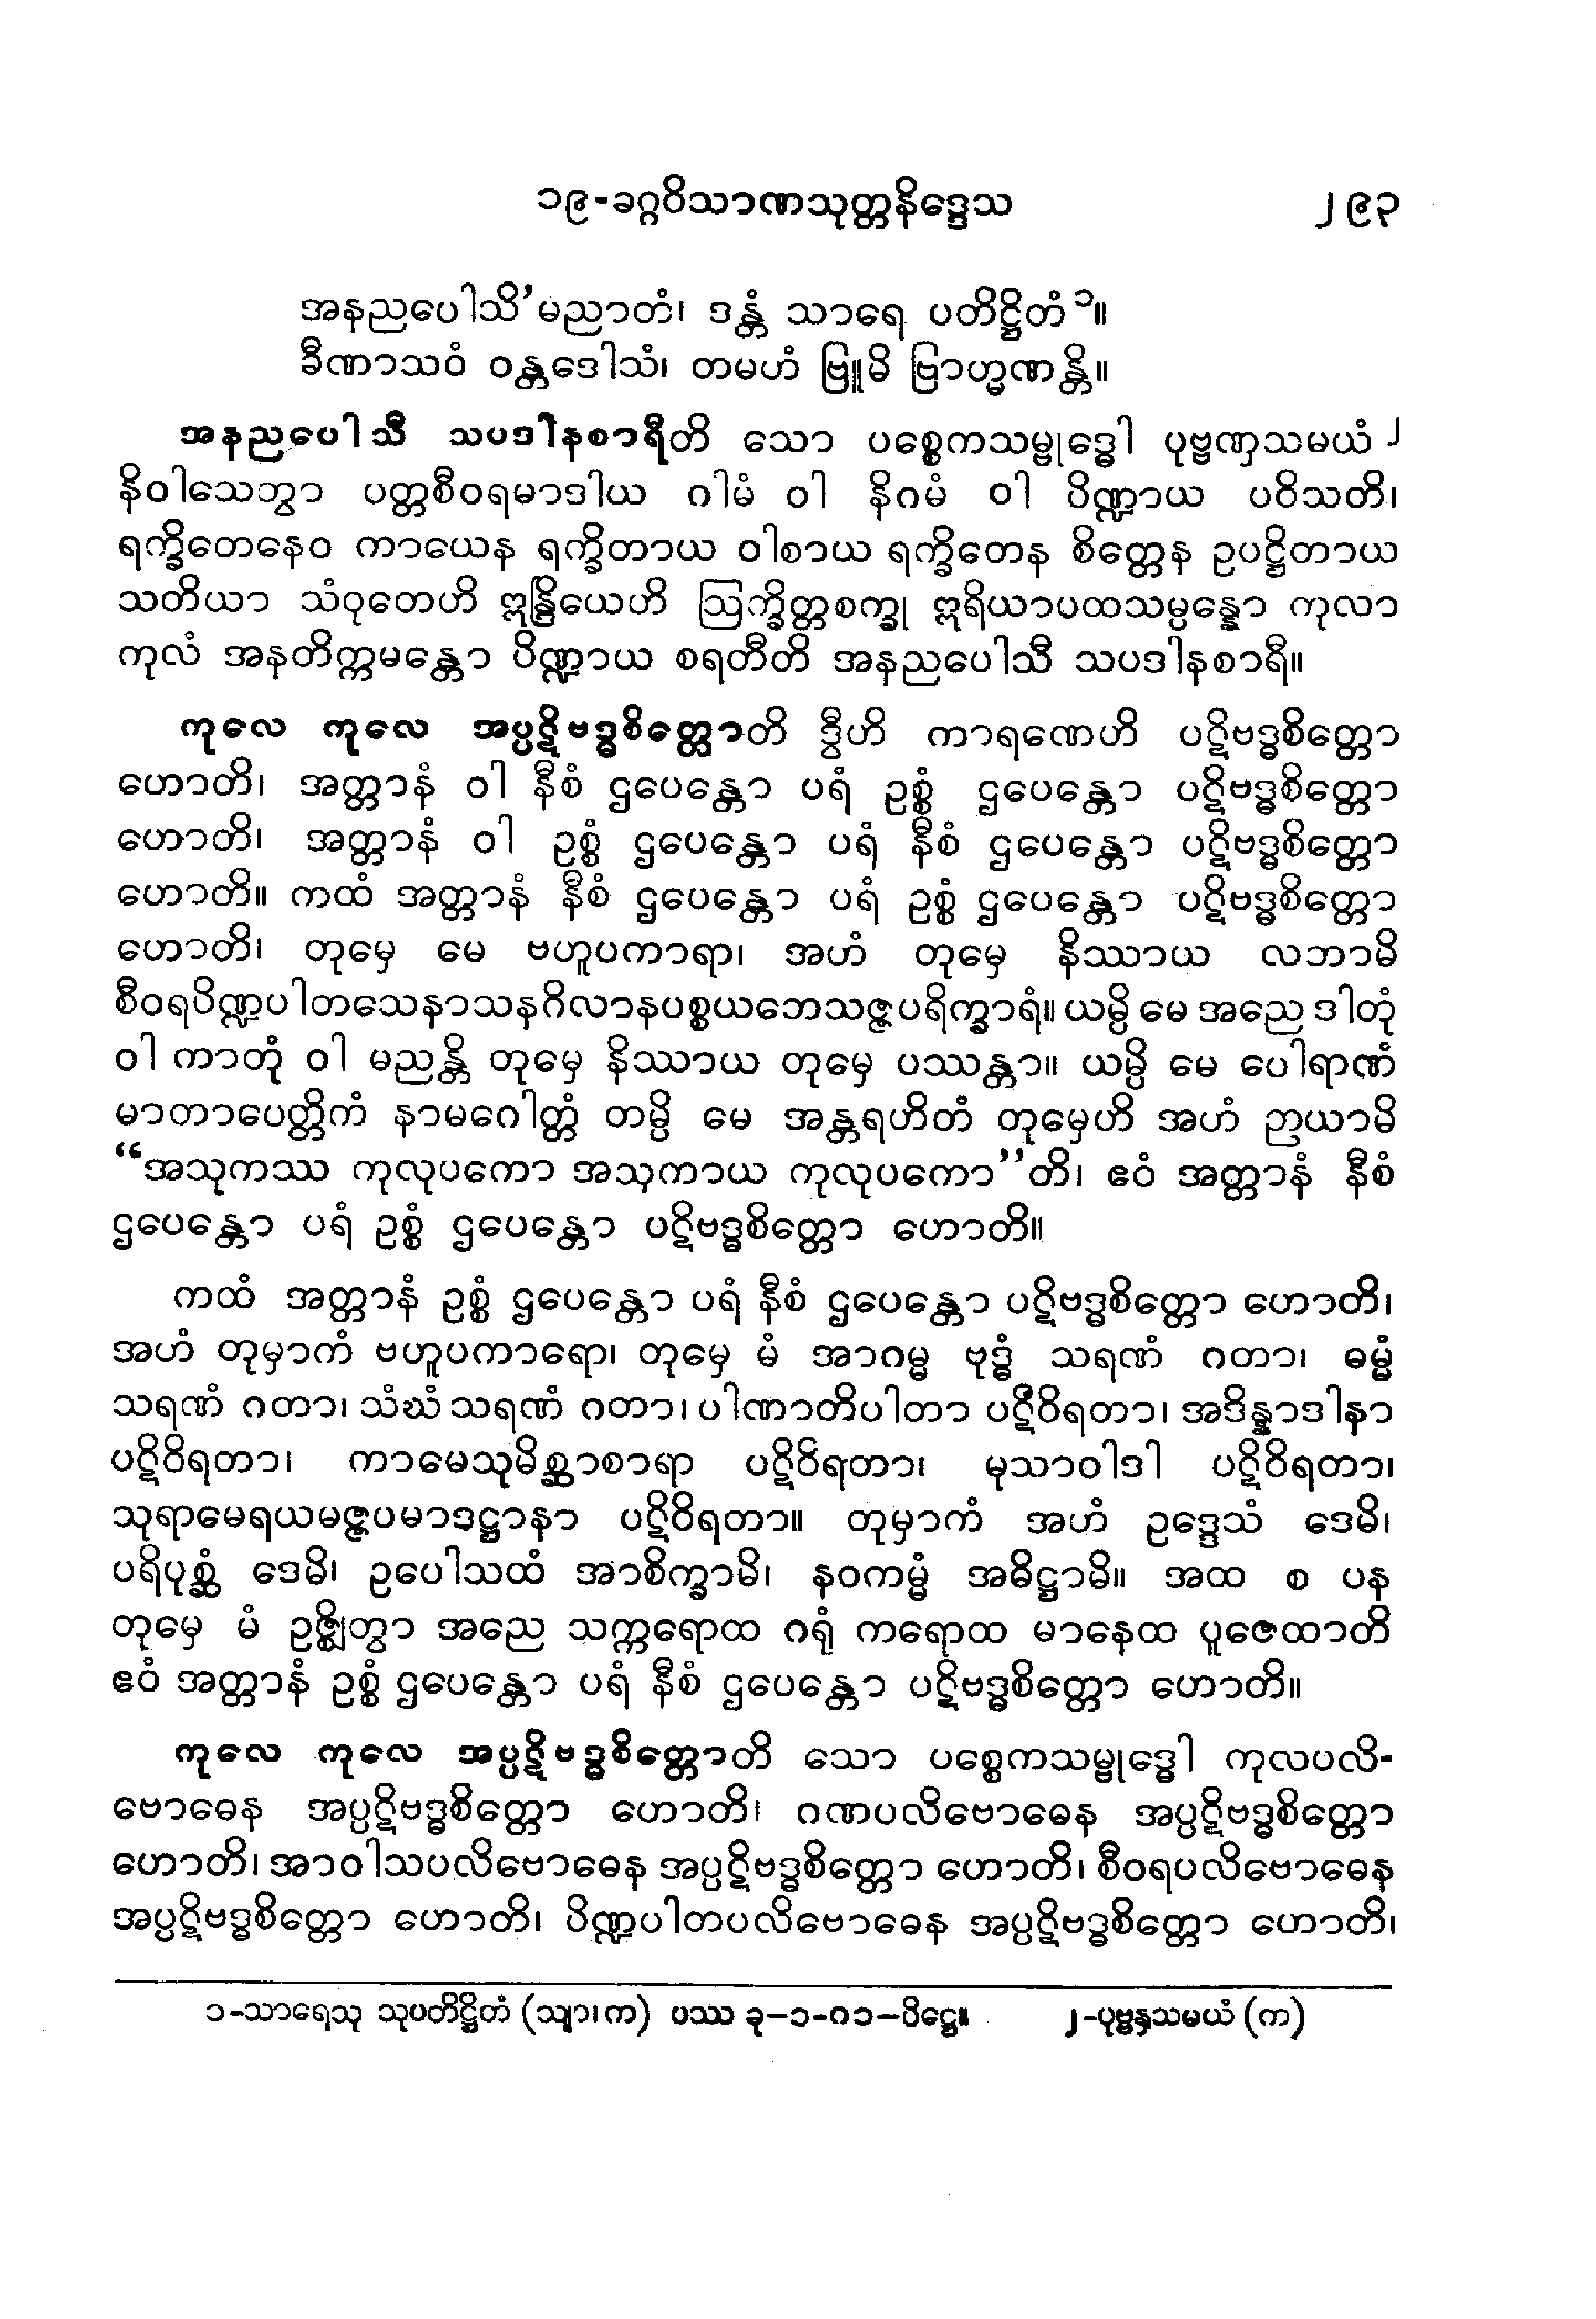 ၁၉-ခဂ္ဂဝိသာဏသုတ္တနိဒ္ဒေသ ၂၉၃
အနညပေါသိ’မညာတံ၊ ဒန္တံ သာရေ ပတိဋ္ဌိတံ၁။
ခီဏာသဝံ ဝန္တဒေါသံ၊ တမဟံ ဗြူမိ ဗြာဟ္မဏန္တိ။
အနညပေါသီ သပဒါနစာရီတိ သော ပစ္စေကသမ္ဗုဒ္ဓေါ ပုဗ္ဗဏှသမယံ၂
နိဝါသေတွာ ပတ္တစီဝရမာဒါယ ဂါမံ ဝါ နိဂမံ ဝါ ပိဏ္ဍာယ ပဝိသတိ၊
ရက္ခိတေနေဝ ကာယေန ရက္ခိတာယ ဝါစာယ ရက္ခိတေန စိတ္တေန ဥပဋ္ဌိတာယ
သတိယာ သံဝုတေဟိ ဣန္ဒြိယေဟိ ဩက္ခိတ္တစက္ခု ဣရိယာပထသမ္ပန္နော ကုလာ
ကုလံ အနတိက္ကမန္တော ပိဏ္ဍာယ စရတီတိ အနညပေါသီ သပဒါနစာရီ။
ကုလေ ကုလေ အပ္ပဋိဗဒ္ဓစိတ္တောတိ ဒွီဟိ ကာရဏေဟိ ပဋိဗဒ္ဓစိတ္တော
ဟောတိ၊ အတ္တာနံ ဝါ နီစံ ဌပေန္တော ပရံ ဥစ္စံ ဌပေန္တော ပဋိဗဒ္ဓစိတ္တော
ဟောတိ၊ အတ္တာနံ ဝါ ဥစ္စံ ဌပေန္တော ပရံ နီစံ ဌပေန္တော ပဋိဗဒ္ဓစိတ္တော
ဟောတိ။ ကထံ အတ္တာနံ နီစံ ဌပေန္တော ပရံ ဥစ္စံ ဌပေန္တော ပဋိဗဒ္ဓစိတ္တော
ဟောတိ၊ တုမှေ မေ ဗဟူပကာရာ၊ အဟံ တုမှေ နိဿာယ လဘာမိ
စီဝရပိဏ္ဍပါတသေနာသနဂိလာနပစ္စယဘေသဇ္ဇပရိက္ခာရံ။ ယမ္ပိ မေ အညေ ဒါတုံ
ဝါ ကာတုံ ဝါ မညန္တိ တုမှေ နိဿာယ တုမှေ ပဿန္တာ။ ယမ္ပိ မေ ပေါရာဏံ
မာတာပေတ္တိကံ နာမဂေါတ္တံ တမ္ပိ မေ အန္တရဟိတံ တုမှေဟိ အဟံ ဉာယာမိ
“အသုကဿ ကုလုပကော အသုကာယ ကုလုပကော”တိ၊ ဧဝံ အတ္တာနံ နီစံ
ဌပေန္တော ပရံ ဥစ္စံ ဌပေန္တော ပဋိဗဒ္ဓစိတ္တော ဟောတိ။
ကထံ အတ္တာနံ ဥစ္စံ ဌပေန္တော ပရံ နီစံ ဌပေန္တော ပဋိဗဒ္ဓစိတ္တော ဟောတိ၊
အဟံ တုမှာကံ ဗဟူပကာရော၊ တုမှေ မံ အာဂမ္မ ဗုဒ္ဓံ သရဏံ ဂတာ၊ ဓမ္မံ
သရဏံ ဂတာ၊ သံဃံ သရဏံ ဂတာ၊ ပါဏာတိပါတာ ပဋိဝိရတာ၊ အဒိန္နာဒါနာ
ပဋိဝိရတာ၊ ကာမေသုမိစ္ဆာစာရာ ပဋိဝိရတာ၊ မုသာဝါဒါ ပဋိဝိရတာ၊
သုရာမေရယမဇ္ဇပမာဒဋ္ဌာနာ ပဋိဝိရတာ။ တုမှာကံ အဟံ ဥဒ္ဒေသံ ဒေမိ၊
ပရိပုစ္ဆံ ဒေမိ၊ ဥပေါသထံ အာစိက္ခာမိ၊ နဝကမ္မံ အဓိဋ္ဌာမိ။ အထ စ ပန
တုမှေ မံ ဥဇ္ဈိတွာ အညေ သက္ကရောထ ဂရုံ ကရောထ မာနေထ ပူဇေထာတိ
ဧဝံ အတ္တာနံ ဥစ္စံ ဌပေန္တော ပရံ နီစံ ဌပေန္တော ပဋိဗဒ္ဓစိတ္တော ဟောတိ။
ကုလေ ကုလေ အပ္ပဋိဗဒ္ဓစိတ္တောတိ သော ပစ္စေကသမ္ဗုဒ္ဓေါ ကုလပလိ-
ဗောဓေန အပ္ပဋိဗဒ္ဓစိတ္တော ဟောတိ၊ ဂဏပလိဗောဓေန အပ္ပဋိဗဒ္ဓစိတ္တော
ဟောတိ၊ အာဝါသပလိဗောဓေန အပ္ပဋိဗဒ္ဓစိတ္တော ဟောတိ၊ စီဝရပလိဗောဓေန
အပ္ပဋိဗဒ္ဓစိတ္တော ဟောတိ၊ ပိဏ္ဍပါတပလိဗောဓေန အပ္ပဋိဗဒ္ဓစိတ္တော ဟောတိ၊
၁-သာရေသု သုပတိဋ္ဌိတံ (သျာ၊ က) ပဿ ခု–၁-ဂ၁–ပိဋ္ဌေ။ ၂-ပုဗ္ဗနှသမယံ (က)